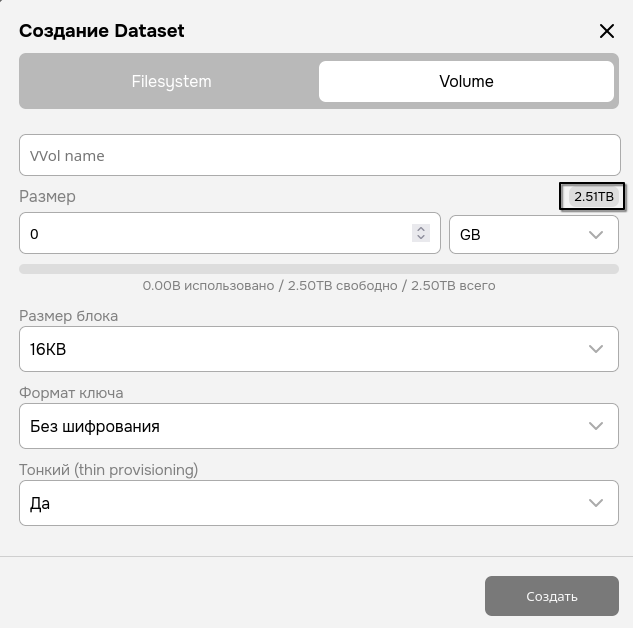 Создание Dataset
Filesystem
Volume
VVol name
Размер
2.51TB
0
GB
0.00B использовано / 2.50TB свободно / 2.50TB всего
Размер блока
16KB
Формат ключа
Без шифрования
Тонкий (thin provisioning)
Да
Создать